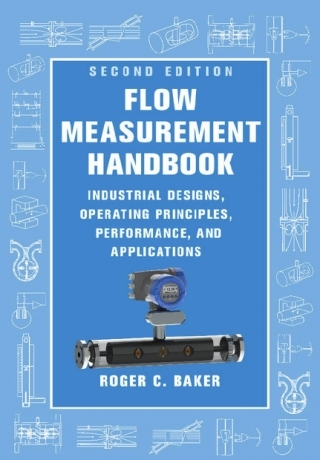 SECOND EDITION
FLOW
MEASUREMENT
HANDBOOK
INDUSTRIAL DESIGNS,
OPERATING PRINCIPLES,
PERFORMANCE, AND
APPLICATIONS
ROGER C. BAKER